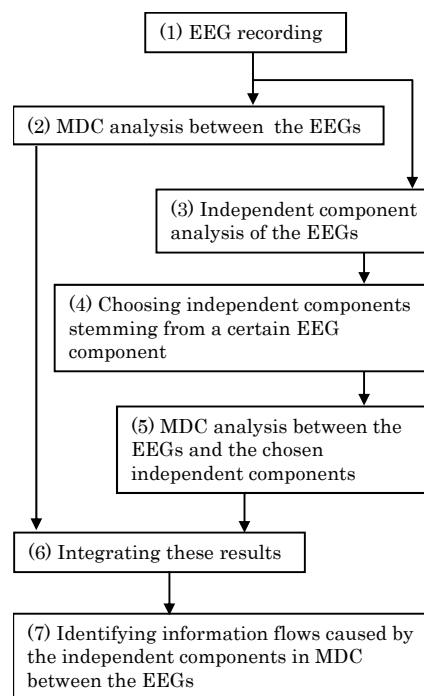 (1) EEG recording
(2) MDC analysis between the EEGs
(3) Independent component
analysis of the EEGs
(4) Choosing independent components
stemming from a certain EEG
component
(5) MDC analysis between the
EEGs and the chosen
independent components
(6) Integrating these results
(7) Identifying information flows caused by
the independent components in MDC
between the EEGs